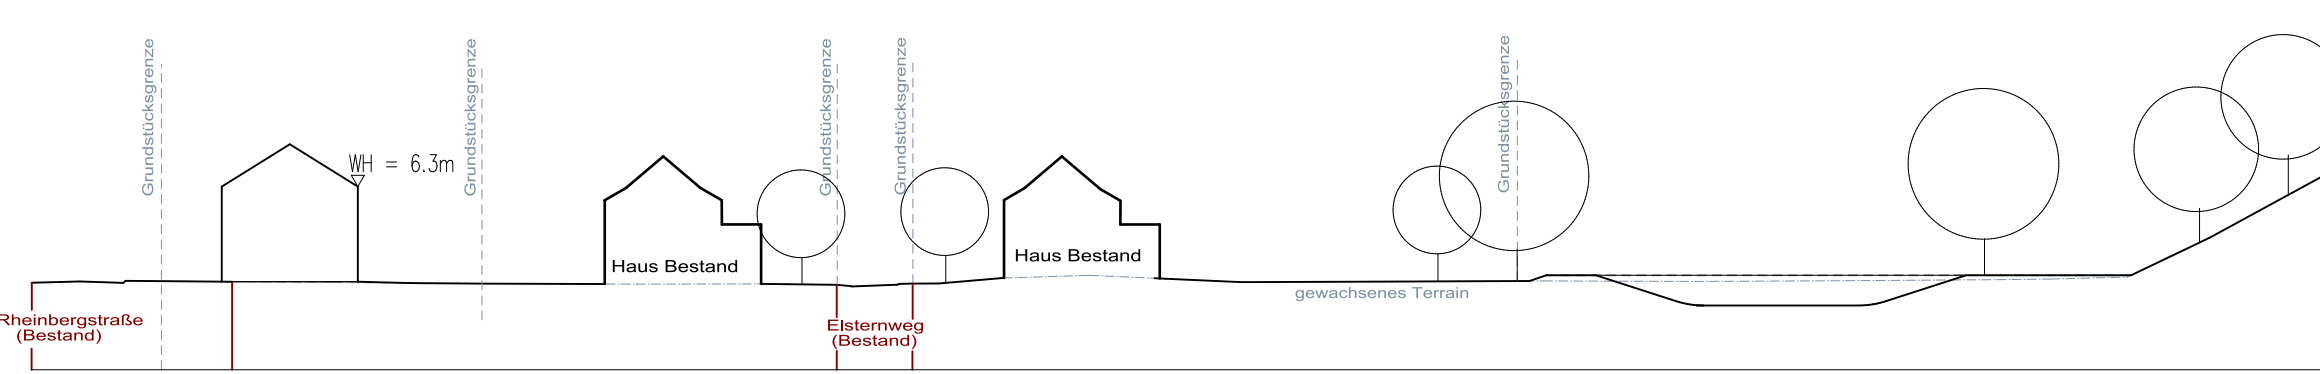 Grundstücksgrenze
Grundstücksgrenze
Grundstücksgrenze
Grundstücksgrenze
Grundstücksgrenze
WH = 6.3m
Haus Bestand
Haus Bestand
gewachsenes Terrain
Rheinbergstraße
(Bestand)
Elsternweg
(Bestand)